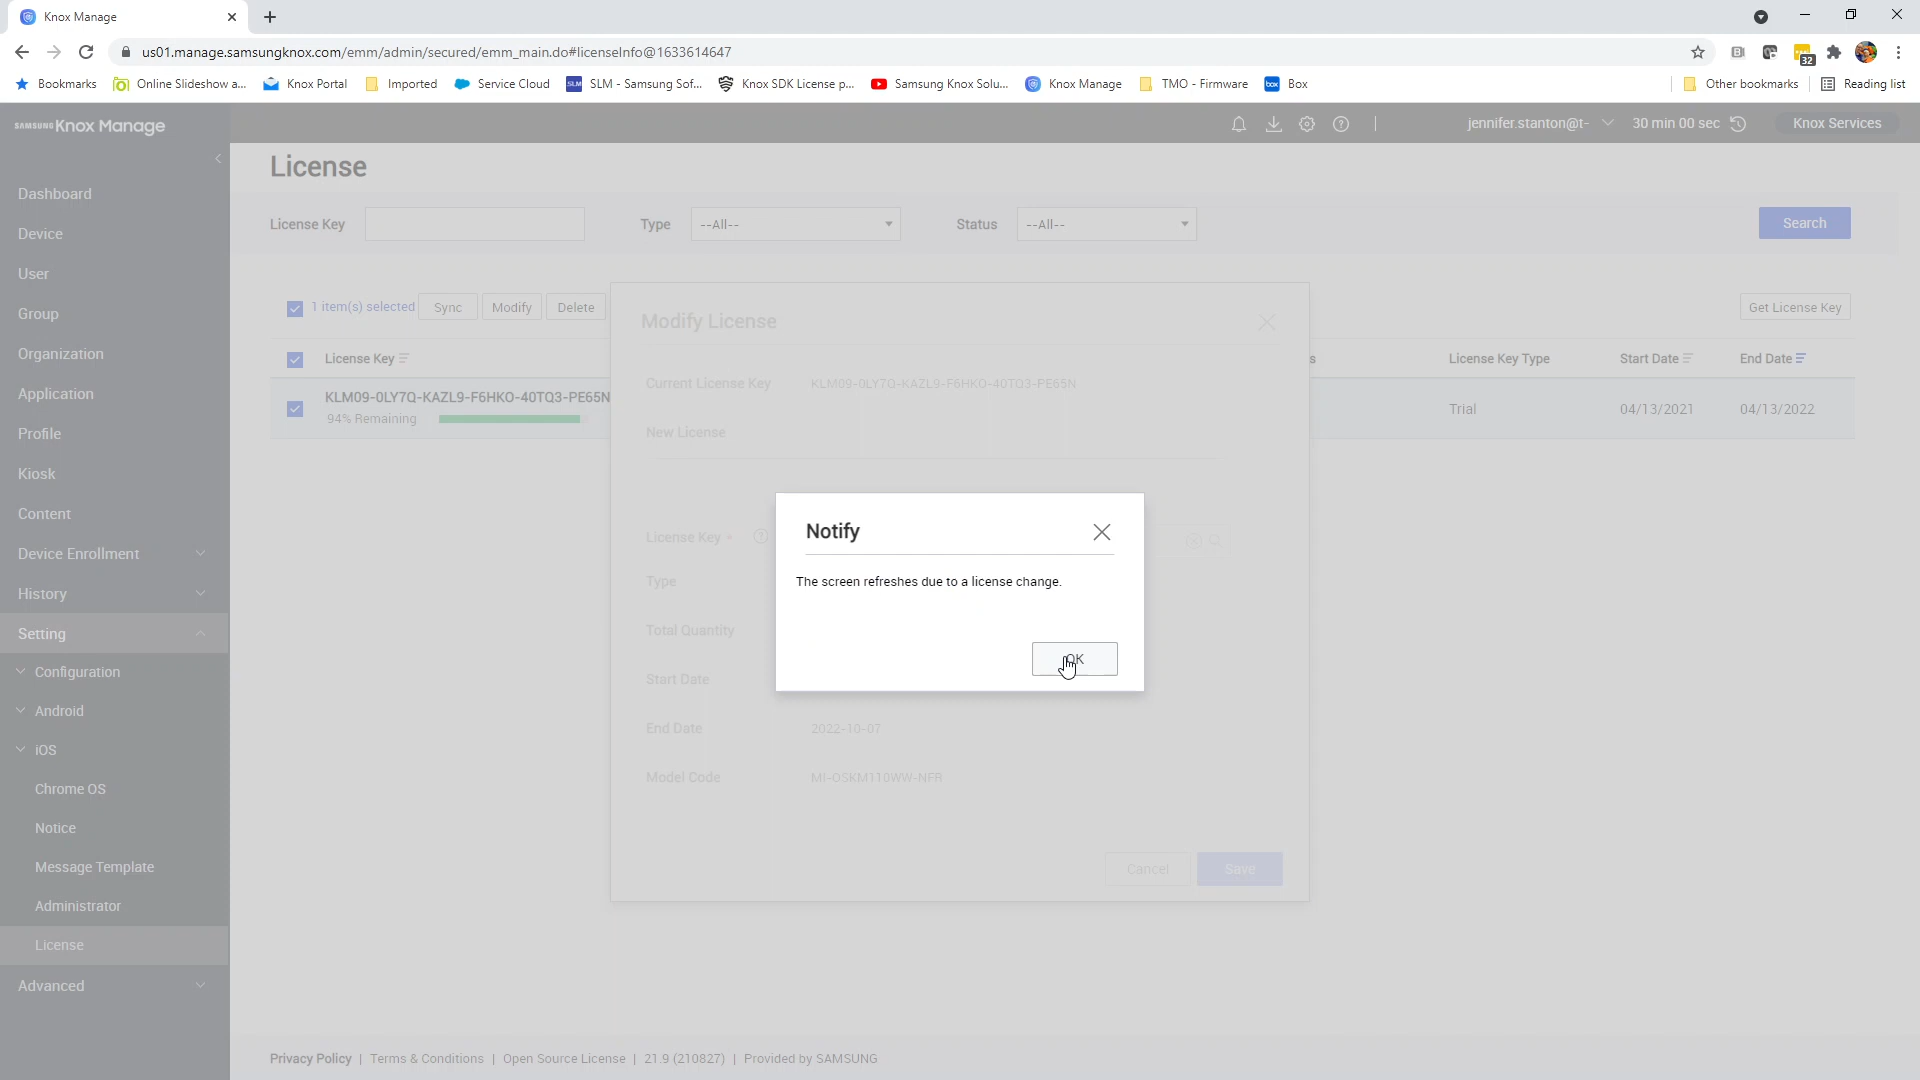 Knox Manage
us01.manage.samsungknox.com/emm/admin/secured/emm_main.do#licenseInfo@1633614647
32
Bookmarks
Online Slideshow a...
Knox Portal
Imported
Service Cloud
SLM
SLM - Samsung Sof...
Knox SDK License p...
Samsung Knox Solu...
Knox Manage
TMO - Firmware
box
Box
Other bookmarks
Reading list
SAMSUNG Knox Manage
jennifer.stanton@t-
30 min 00 sec
Knox Services
License
Dashboard
Device
User
Group
Organization
Application
Profile
Kiosk
Content
Device Enrollment
History
Setting
Configuration
Android
iOS
Chrome OS
Notice
Message Template
Administrator
License
Advanced
License Key
Type
--All--
Status
--All--
Search
1 item(s) selected
Sync
Modify
Delete
Get License Key
License Key
s
License Key Type
Start Date
End Date
KLM09-0LY7Q-KAZL9-F6HKO-40TQ3-PE65N
94% Remaining
Trial
04/13/2021
04/13/2022
Modify License
Current License Key
KLM09-0LY7Q-KAZL9-F6HKO-40TQ3-PE65N
New License
License Key *
Type
Total Quantity
Start Date
End Date
2022-10-07
Model Code
MI-OSKM110WW-NFR
Cancel
Save
Notify
The screen refreshes due to a license change.
OK
Privacy Policy | Terms & Conditions | Open Source License | 21.9 (210827) | Provided by SAMSUNG